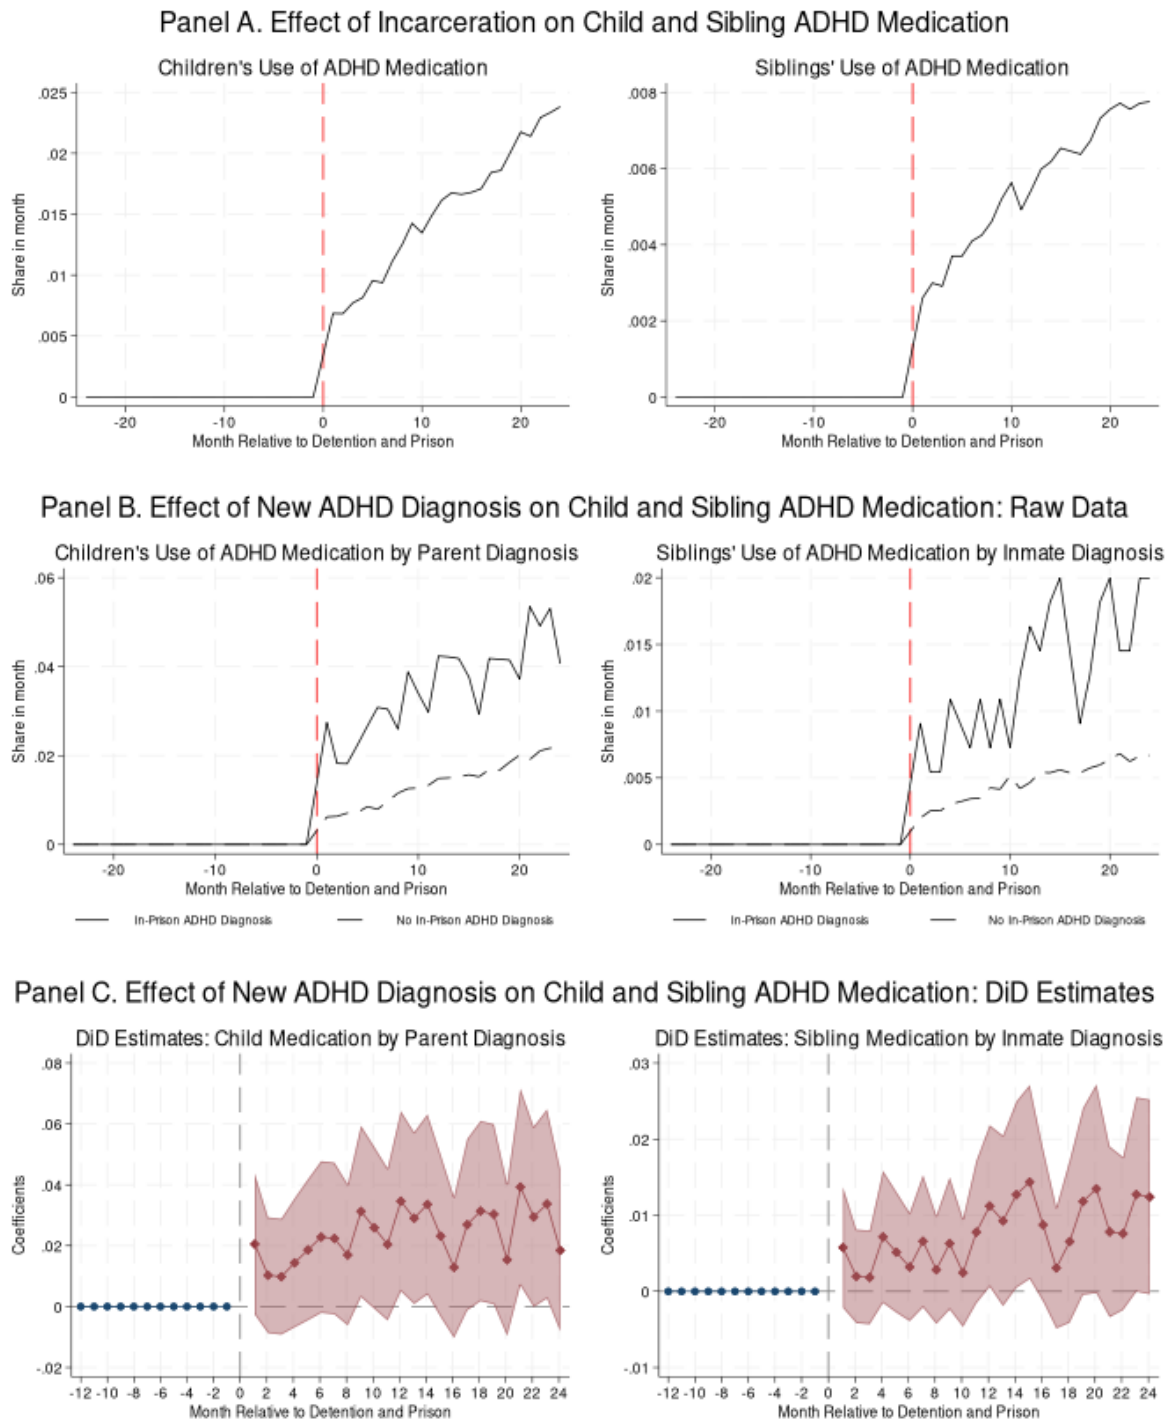 Panel A. Effect of Incarceration on Child and Sibling ADHD Medication
Children's Use of ADHD Medication
Share in month
.025
.02
.015
.01
.005
0
-20 -10 0 10 20
Month Relative to Detention and Prison
Siblings' Use of ADHD Medication
Share in month
.008
.006
.004
.002
0
-20 -10 0 10 20
Month Relative to Detention and Prison
Panel B. Effect of New ADHD Diagnosis on Child and Sibling ADHD Medication: Raw Data
Children's Use of ADHD Medication by Parent Diagnosis
Share in month
.06
.04
.02
0
-20 -10 0 10 20
Month Relative to Detention and Prison
In-Prison ADHD Diagnosis No In-Prison ADHD Diagnosis
Siblings' Use of ADHD Medication by Inmate Diagnosis
Share in month
.02
.015
.01
.005
0
-20 -10 0 10 20
Month Relative to Detention and Prison
In-Prison ADHD Diagnosis No In-Prison ADHD Diagnosis
Panel C. Effect of New ADHD Diagnosis on Child and Sibling ADHD Medication: DiD Estimates
DiD Estimates: Child Medication by Parent Diagnosis
Coefficients
.08
.06
.04
.02
0
-.02
-12 -10 -8 -6 -4 -2 0 2 4 6 8 10 12 14 16 18 20 22 24
Month Relative to Detention and Prison
DiD Estimates: Sibling Medication by Inmate Diagnosis
Coefficients
.03
.02
.01
0
-.01
-12 -10 -8 -6 -4 -2 0 2 4 6 8 10 12 14 16 18 20 22 24
Month Relative to Detention and Prison